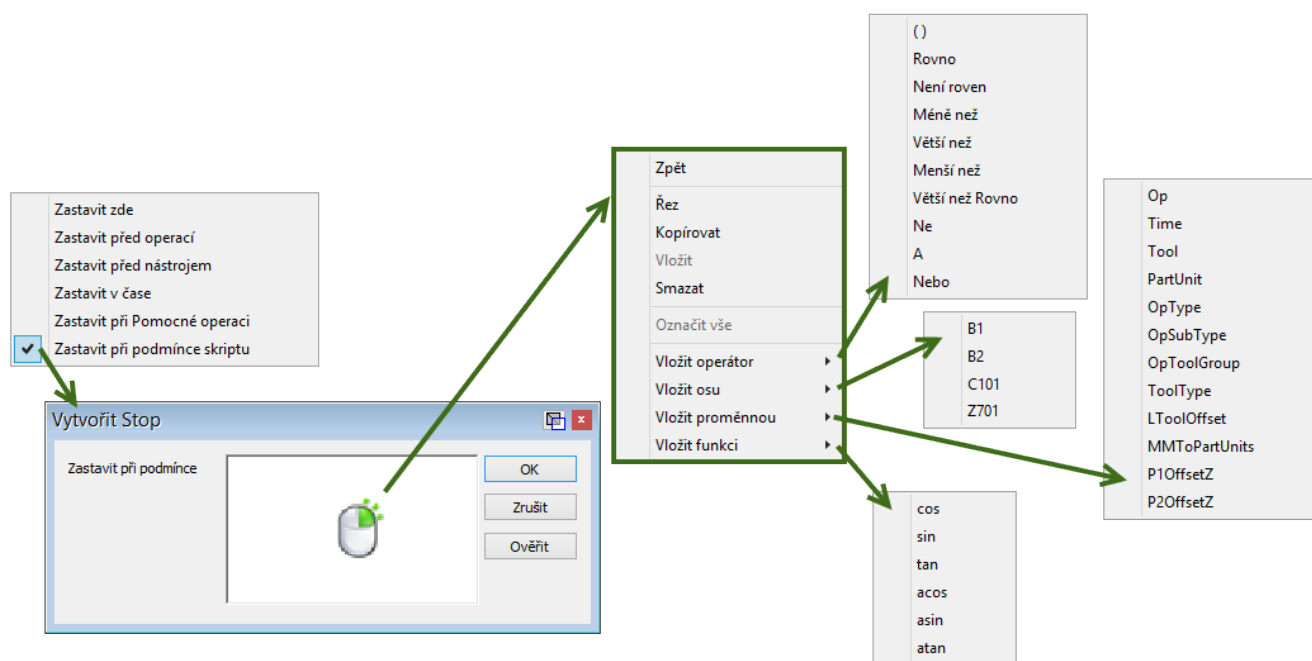 Zastavit zde
Zastavit před operací
Zastavit před nástrojem
Zastavit v čase
Zastavit při Pomocné operaci
Zastavit při podmínce skriptu
Vytvořit Stop
Zastavit při podmínce
OK
Zrušit
Ověřit
Zpět
Řez
Kopírovat
Vložit
Smazat
Označit vše
Vložit operátor
Vložit osu
Vložit proměnnou
Vložit funkci
( )
Rovno
Není roven
Méně než
Větší než
Menší než
Větší než Rovno
Ne
A
Nebo
B1
B2
C101
Z701
Op
Time
Tool
PartUnit
OpType
OpSubType
OpToolGroup
ToolType
LToolOffset
MMToPartUnits
P1OffsetZ
P2OffsetZ
cos
sin
tan
acos
asin
atan